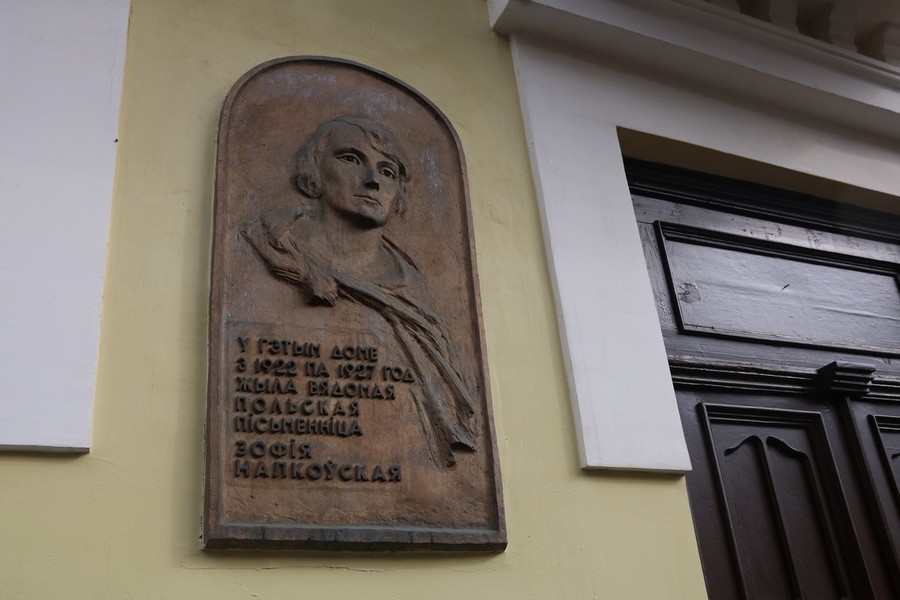 У ГЭТЫМ ДОМЕ
З 1922 ПА 1927 ГОД
ЖЫЛА ВЯДОМАЯ
ПОЛЬСКАЯ
ПІСЬМЕННІЦА
ЗОФІЯ
НАЛКОЎСКАЯ